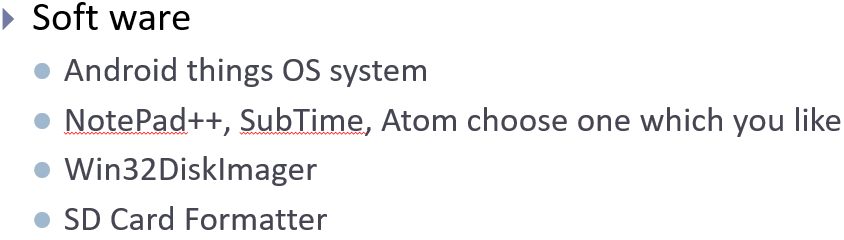 Soft ware
Android things OS system
NotePad++, SubTime, Atom choose one which you like
Win32DiskImager
SD Card Formatter